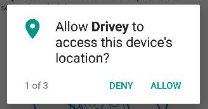 Allow Drivey to
access this device's
location?
1 of 3 DENY ALLOW